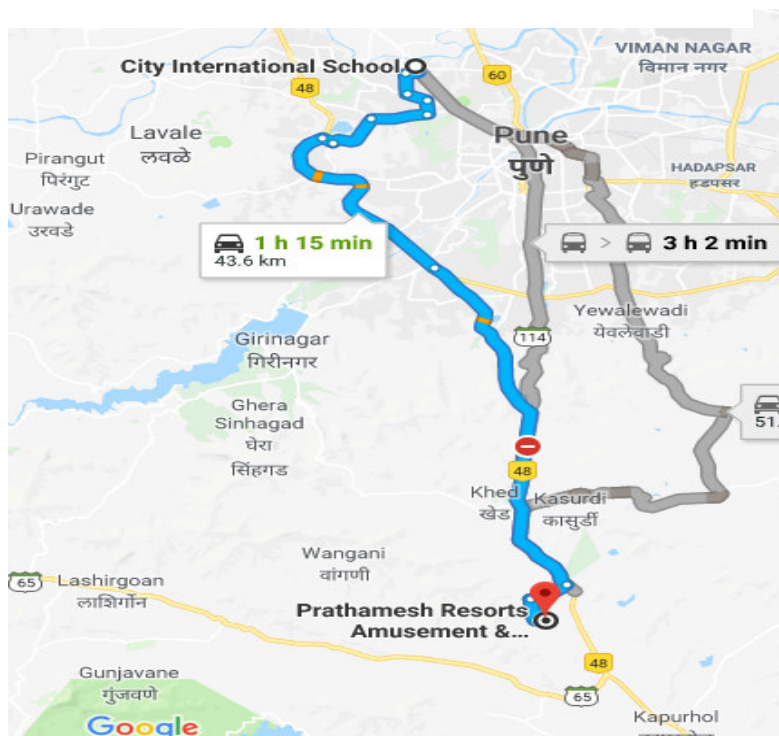 VIMAN NAGAR
विमान नगर
City International School
48
60
Lavale
लवळे
Pune
पुणे
Pirangut
पिरंगुट
HADAPSAR
हडपसर
Urawade
उरवडे
1 h 15 min
43.6 km
> 3 h 2 min
Yewalewadi
येवलेवाडी
Girinagar
गिरीनगर
114
51.
Ghera
Sinhagad
घेरा
सिंहगड
48
Khed
खेड
Kasurdi
कासुर्डी
Wangani
वांगणी
65
Lashirgoan
लाशिर्गोन
Prathamesh Resorts
Amusement &...
48
Gunjavane
गुंजवणे
65
Kapurhol
Google